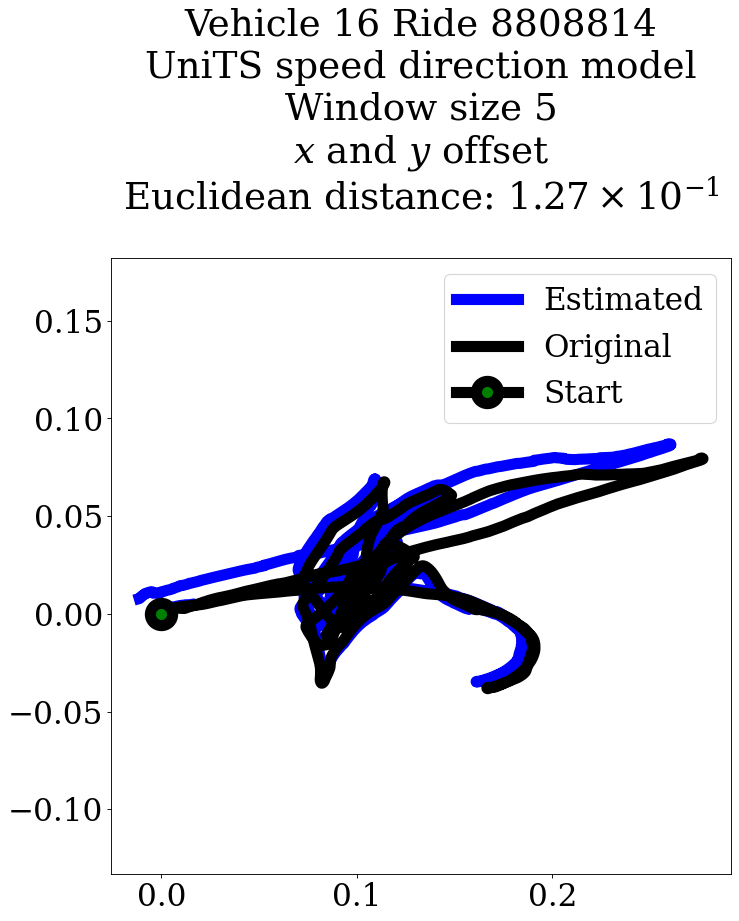 Vehicle 16 Ride 8808814
UniTS speed direction model
Window size 5
x and y offset
Euclidean distance: 1.27 × 10⁻¹
Estimated
Original
Start
0.15
0.10
0.05
0.00
−0.05
−0.10
0.0 0.1 0.2